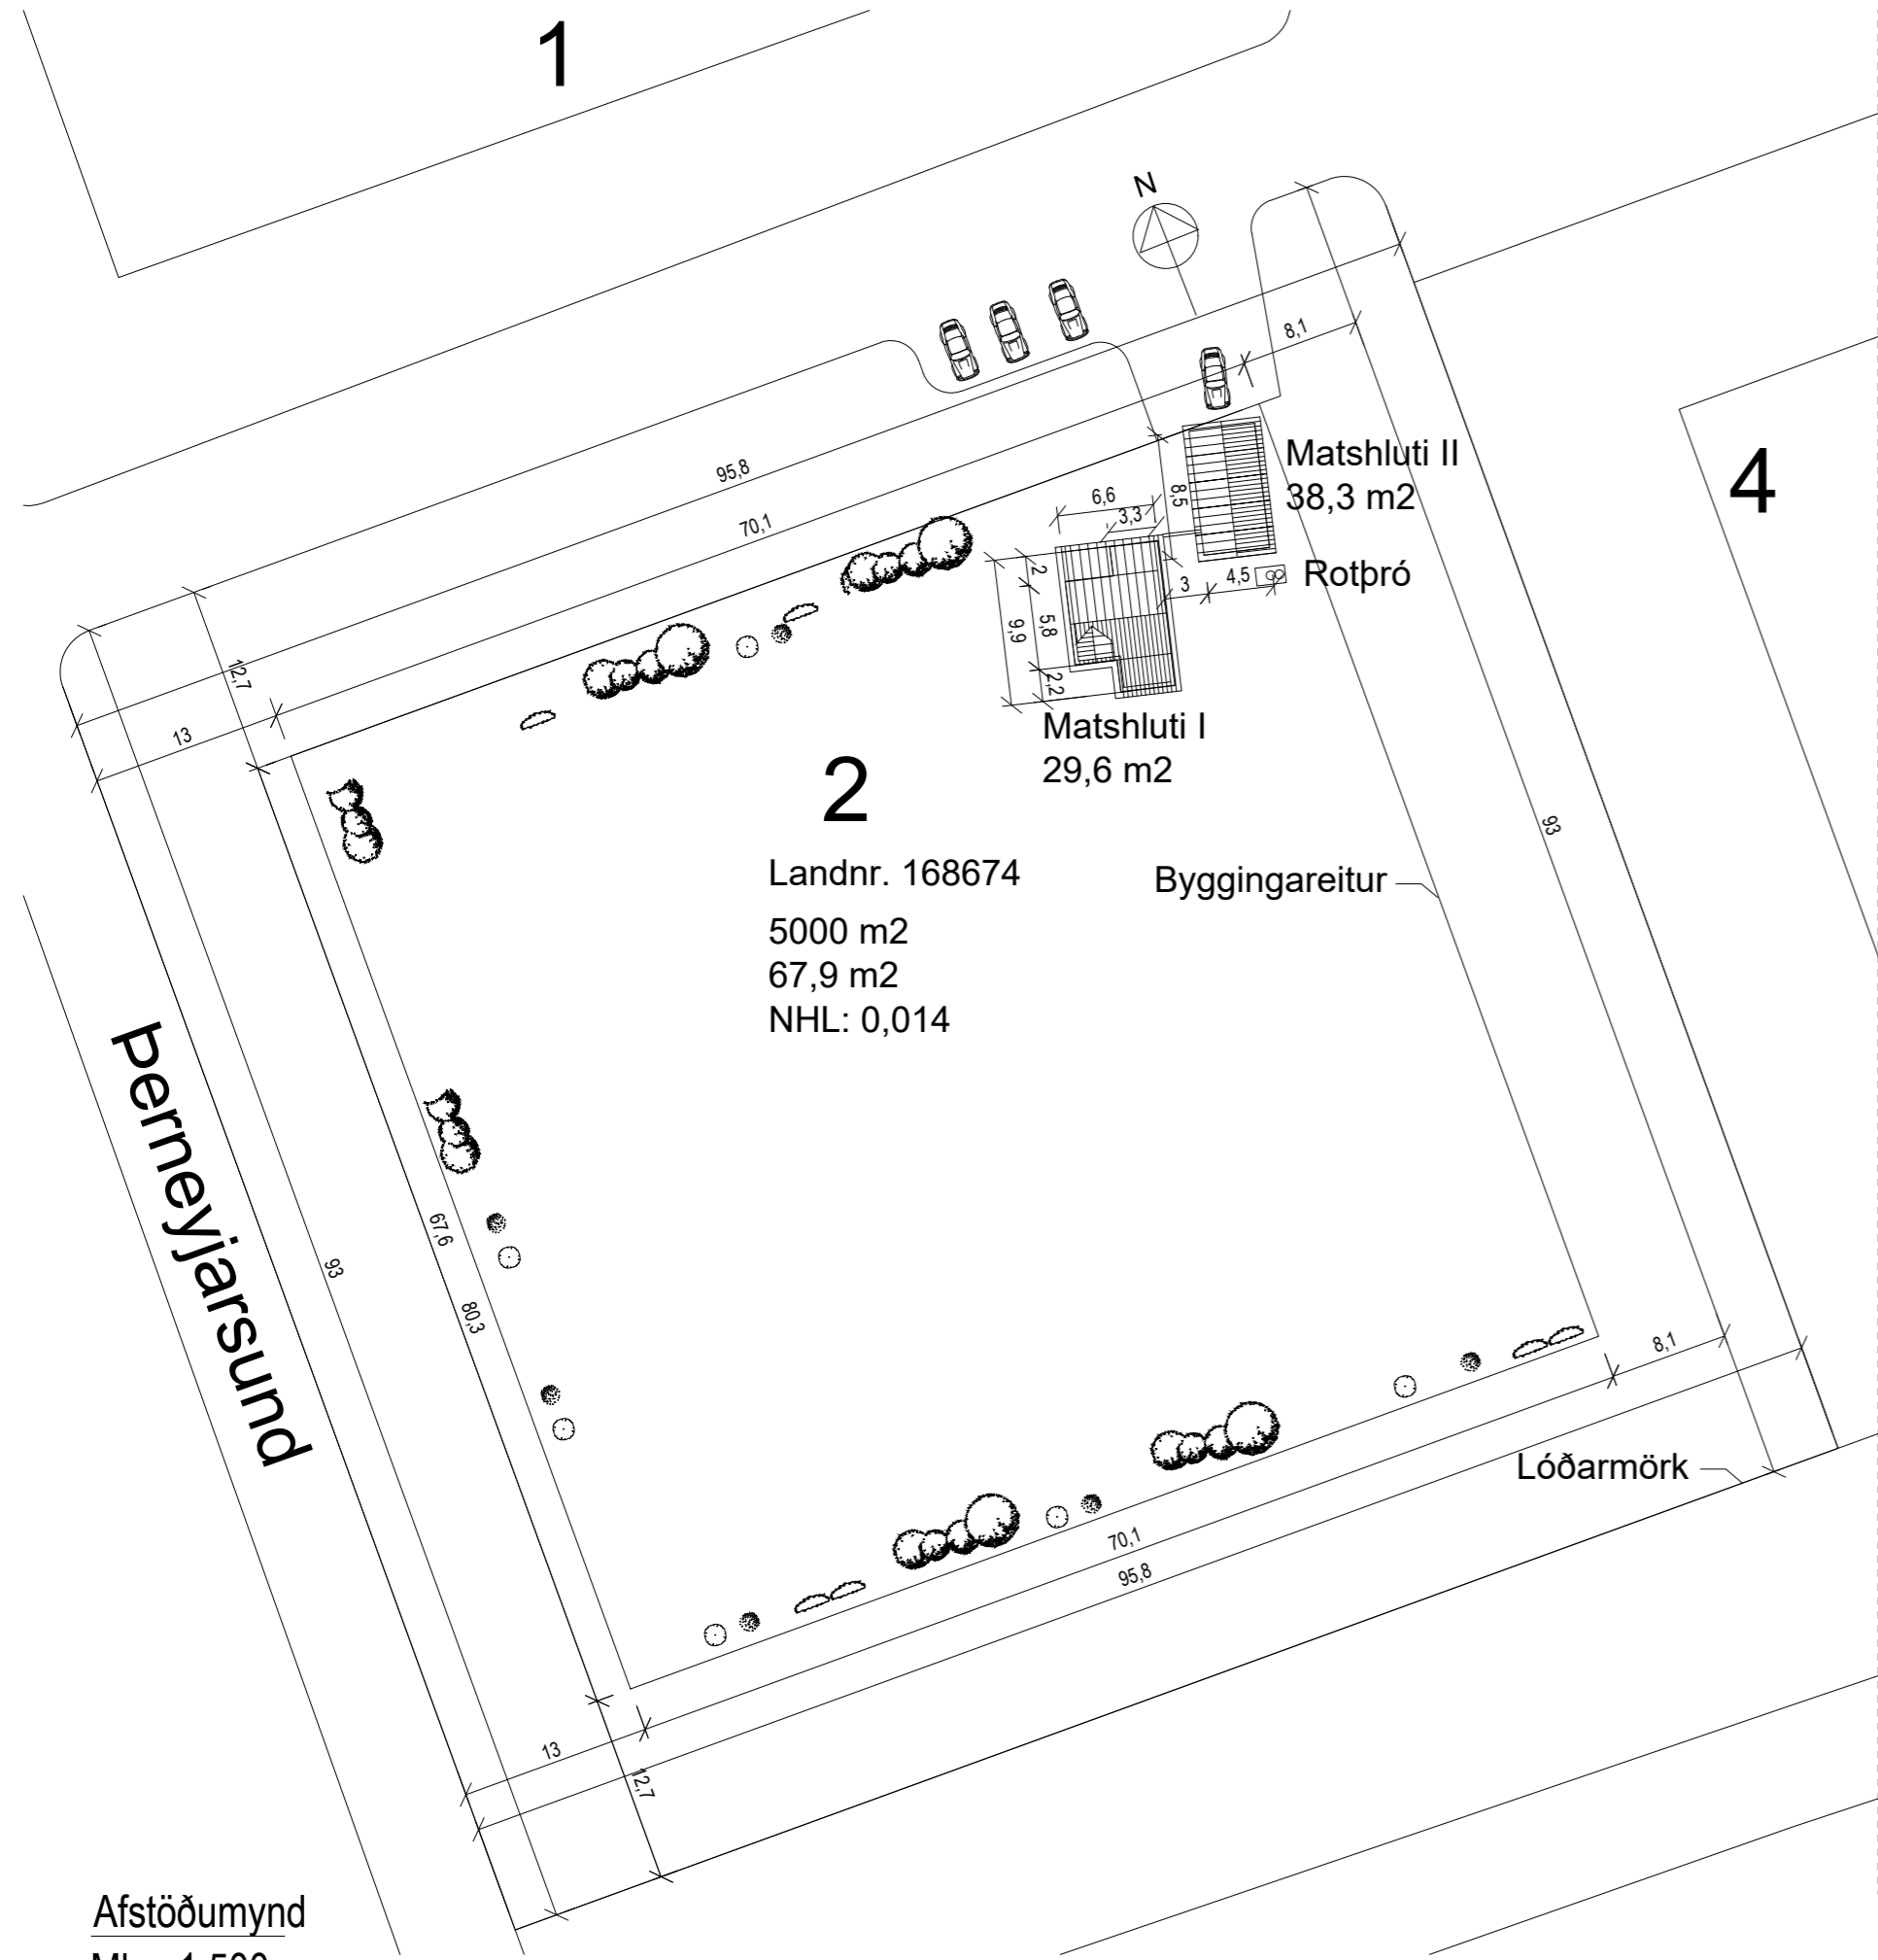 1
N
8,1
95,8
70,1
Matshluti II
38,3 m2
4
6,6
3,3
8,5
Rotþró
3
4,5
2
5,8
9,9
2,2
12,7
13
Matshluti I
29,6 m2
2
Landnr. 168674
5000 m2
67,9 m2
NHL: 0,014
Byggingareitur
93
Þerneyjarsund
67,6
93
80,3
8,1
Lóðarmörk
70,1
95,8
13
12,7
Afstöðumynd